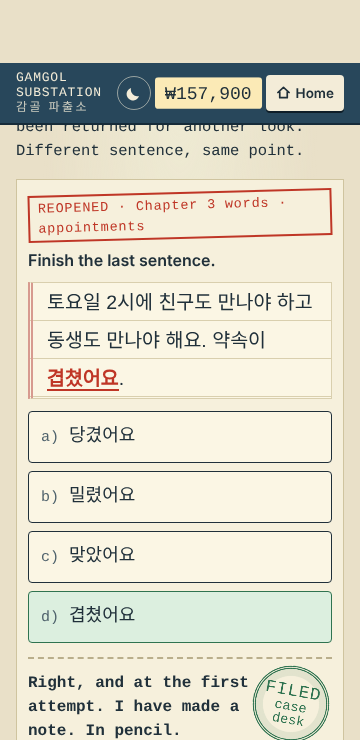 GAMGOL
SUBSTATION
감골 파출소
₩157,900
Home
been returned for another look.
Different sentence, same point.
REOPENED · Chapter 3 words ·
appointments
Finish the last sentence.
토요일 2시에 친구도 만나야 하고
동생도 만나야 해요. 약속이
겹쳤어요.
a) 당겼어요
b) 밀렸어요
c) 맞았어요
d) 겹쳤어요
Right, and at the first
attempt. I have made a
note. In pencil.
FILED
case
desk